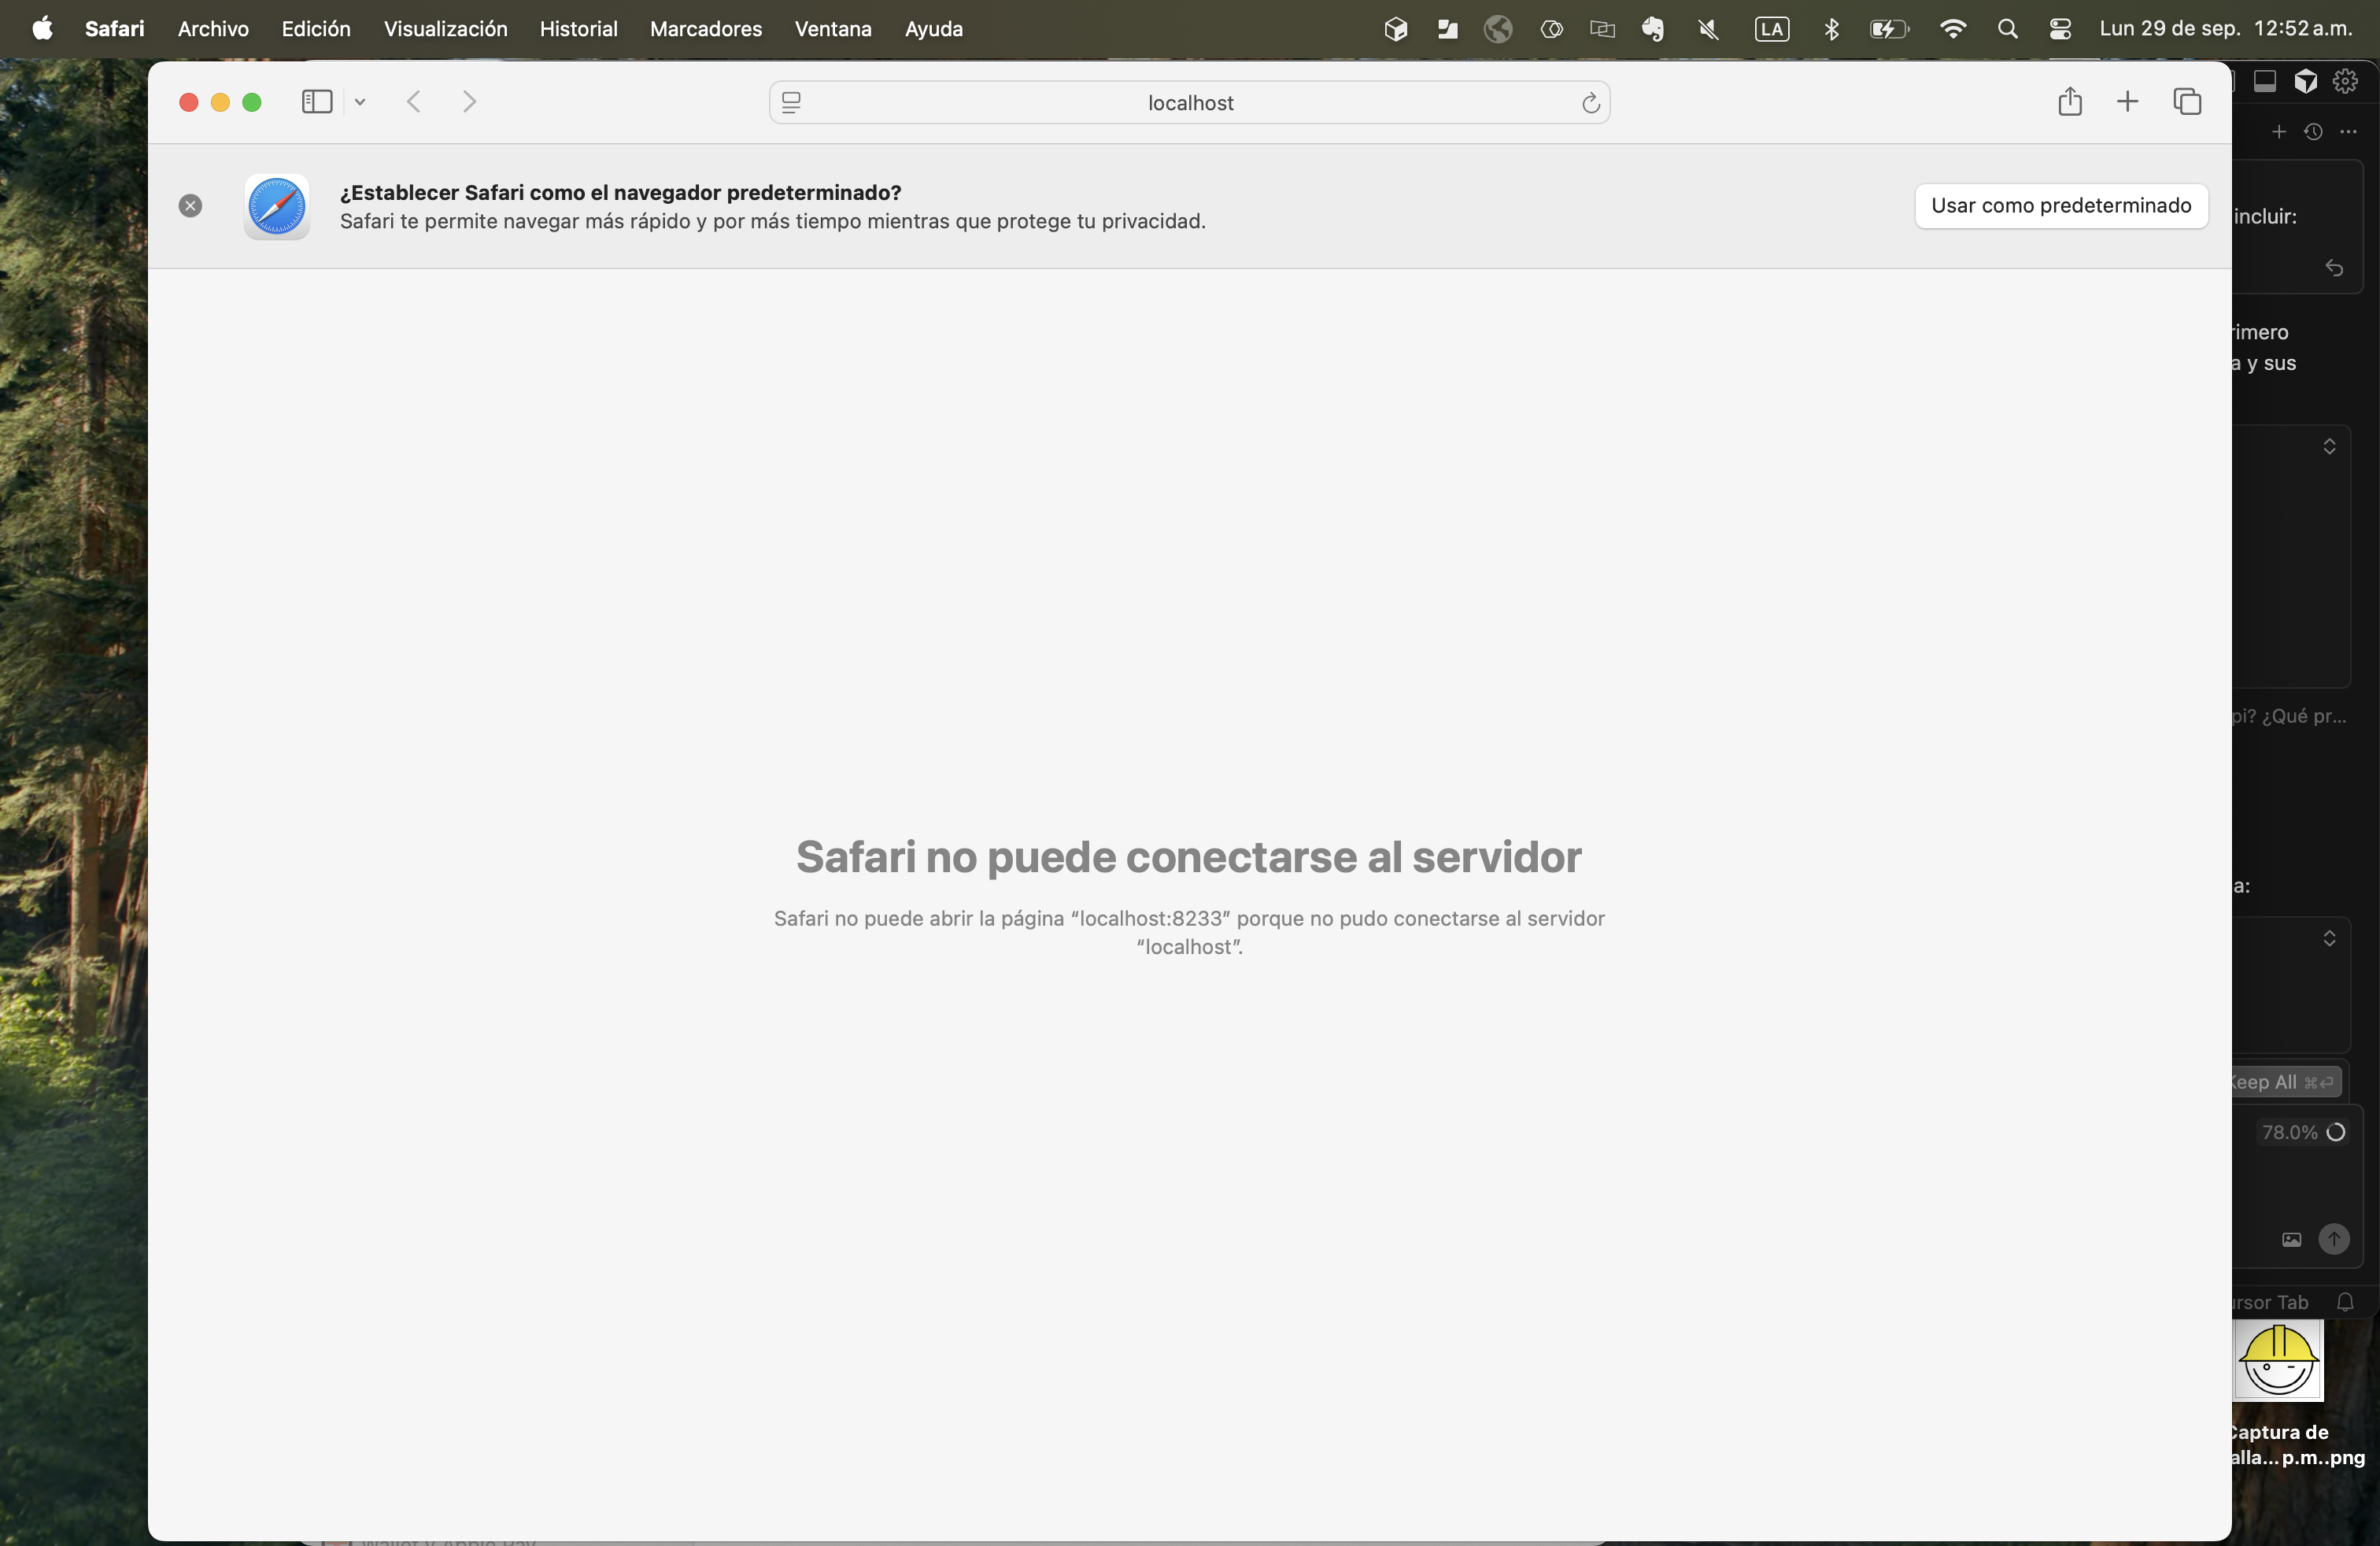 Safari Archivo Edición Visualización Historial Marcadores Ventana Ayuda LA Lun 29 de sep. 12:52 a.m.
localhost
¿Establecer Safari como el navegador predeterminado?
Safari te permite navegar más rápido y por más tiempo mientras que protege tu privacidad.
Usar como predeterminado
incluir:
a y sus
pi? ¿Qué pr...
Safari no puede conectarse al servidor
Safari no puede abrir la página “localhost:8233” porque no pudo conectarse al servidor
“localhost”.
a:
Keep All ⌘⏎
78.0%
Tab
Captura de
p.m..png